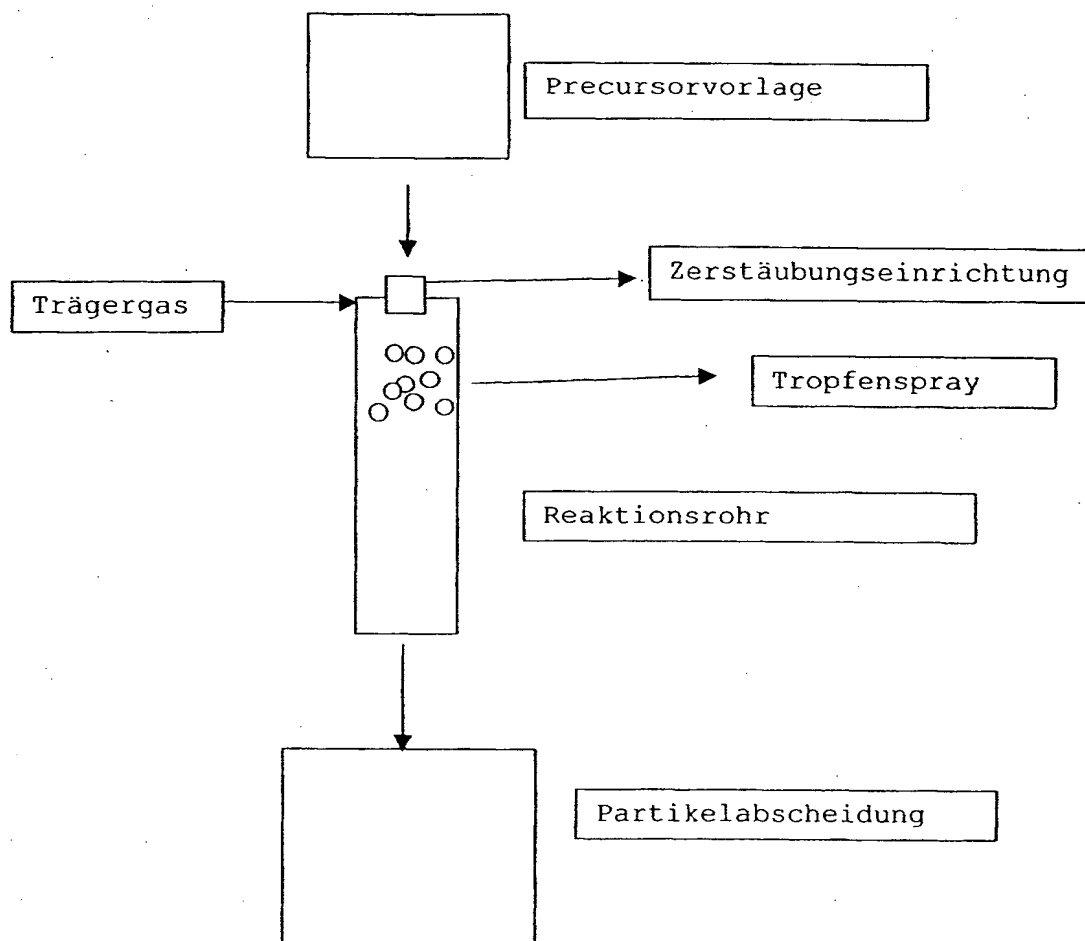 Precursorvorlage
Zerstäubungseinrichtung
Trägergas
Tropfenspray
Reaktionsrohr
Partikelabscheidung